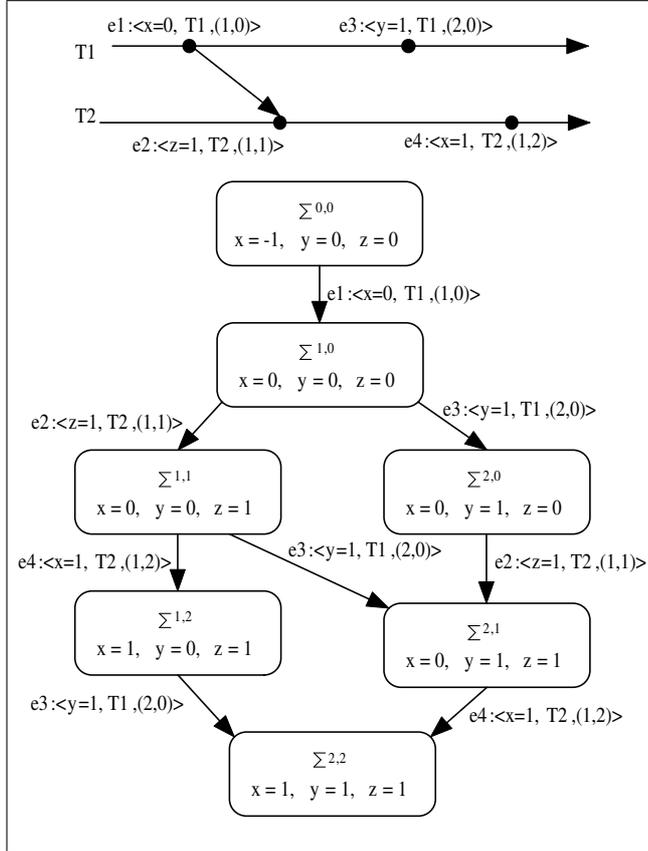 e1:<x=0, T1,(1,0)>
e3:<y=1, T1,(2,0)>
T1
T2
e2:<z=1, T2,(1,1)>
e4:<x=1, T2,(1,2)>
∑0,0
x = -1, y = 0, z = 0
e1:<x=0, T1,(1,0)>
∑1,0
x = 0, y = 0, z = 0
e2:<z=1, T2,(1,1)>
e3:<y=1, T1,(2,0)>
∑1,1
x = 0, y = 0, z = 1
∑2,0
x = 0, y = 1, z = 0
e4:<x=1, T2,(1,2)>
e3:<y=1, T1,(2,0)>
e2:<z=1, T2,(1,1)>
∑1,2
x = 1, y = 0, z = 1
∑2,1
x = 0, y = 1, z = 1
e3:<y=1, T1,(2,0)>
e4:<x=1, T2,(1,2)>
∑2,2
x = 1, y = 1, z = 1